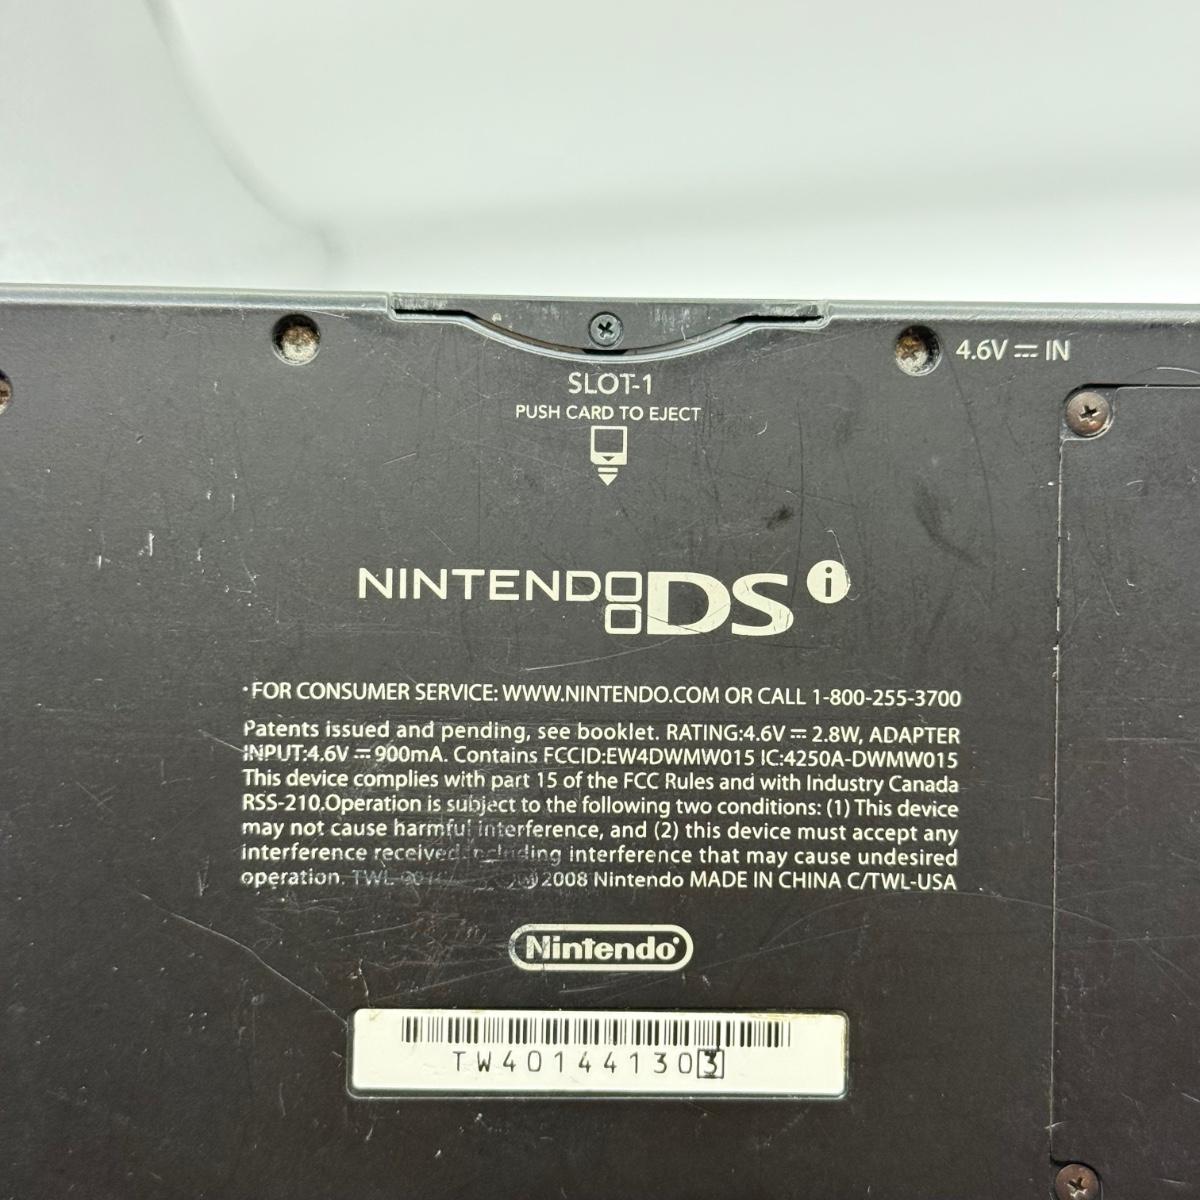 4.6V ⎓ IN
SLOT-1
PUSH CARD TO EJECT
NINTENDO DS i
·FOR CONSUMER SERVICE: WWW.NINTENDO.COM OR CALL 1-800-255-3700
Patents issued and pending, see booklet. RATING:4.6V ⎓ 2.8W, ADAPTER
INPUT:4.6V ⎓ 900mA. Contains FCCID:EW4DWMW015 IC:4250A-DWMW015
This device complies with part 15 of the FCC Rules and with Industry Canada
RSS-210.Operation is subject to the following two conditions: (1) This device
may not cause harmful interference, and (2) this device must accept any
interference received, including interference that may cause undesired
operation. 2008 Nintendo MADE IN CHINA C/TWL-USA
Nintendo
TW401441303